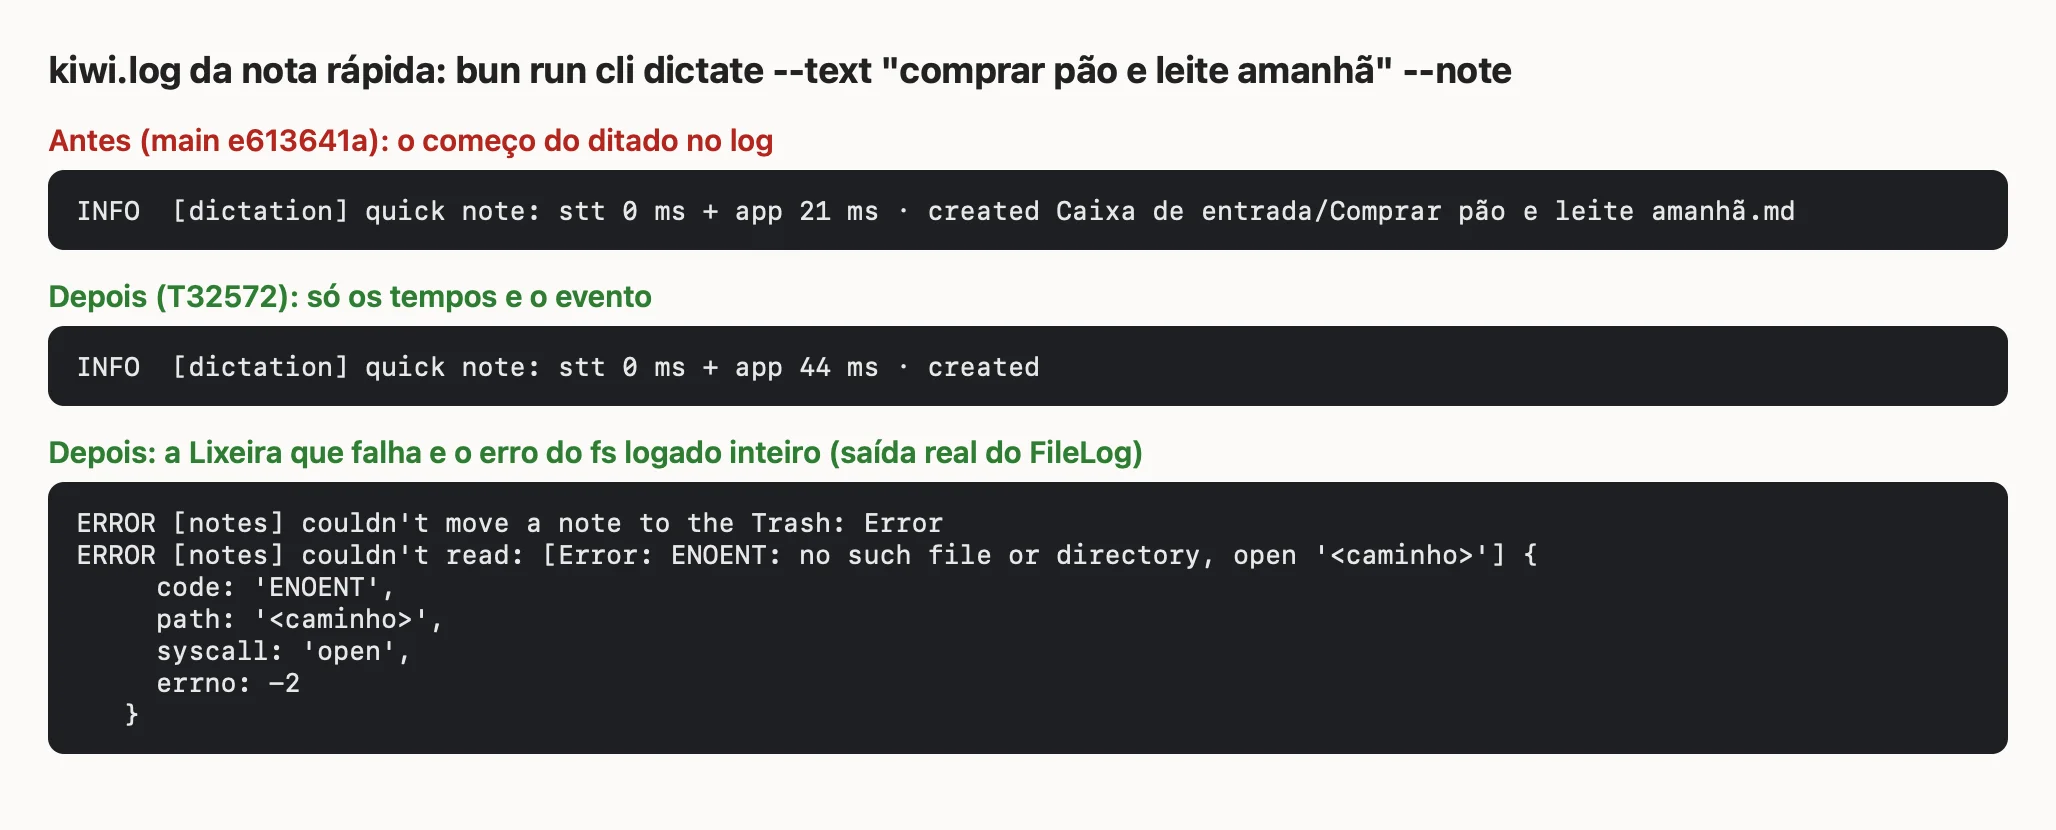 kiwi.log da nota rápida: bun run cli dictate --text "comprar pão e leite amanhã" --note
Antes (main e613641a): o começo do ditado no log
INFO  [dictation] quick note: stt 0 ms + app 21 ms · created Caixa de entrada/Comprar pão e leite amanhã.md
Depois (T32572): só os tempos e o evento
INFO  [dictation] quick note: stt 0 ms + app 44 ms · created
Depois: a Lixeira que falha e o erro do fs logado inteiro (saída real do FileLog)
ERROR [notes] couldn't move a note to the Trash: Error
ERROR [notes] couldn't read: [Error: ENOENT: no such file or directory, open '<caminho>'] {
     code: 'ENOENT',
     path: '<caminho>',
     syscall: 'open',
     errno: -2
   }